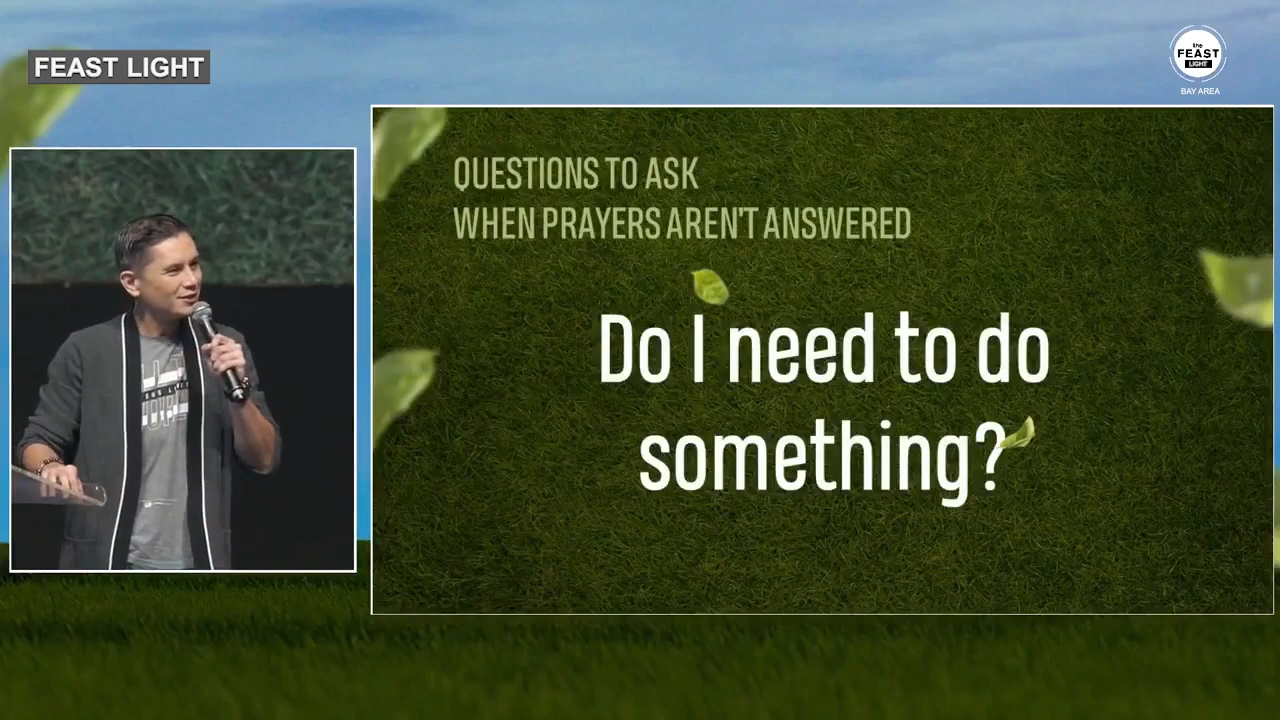 FEAST LIGHT
the
FEAST
LIGHT
BAY AREA
QUESTIONS TO ASK
WHEN PRAYERS AREN'T ANSWERED
Do I need to do
something?